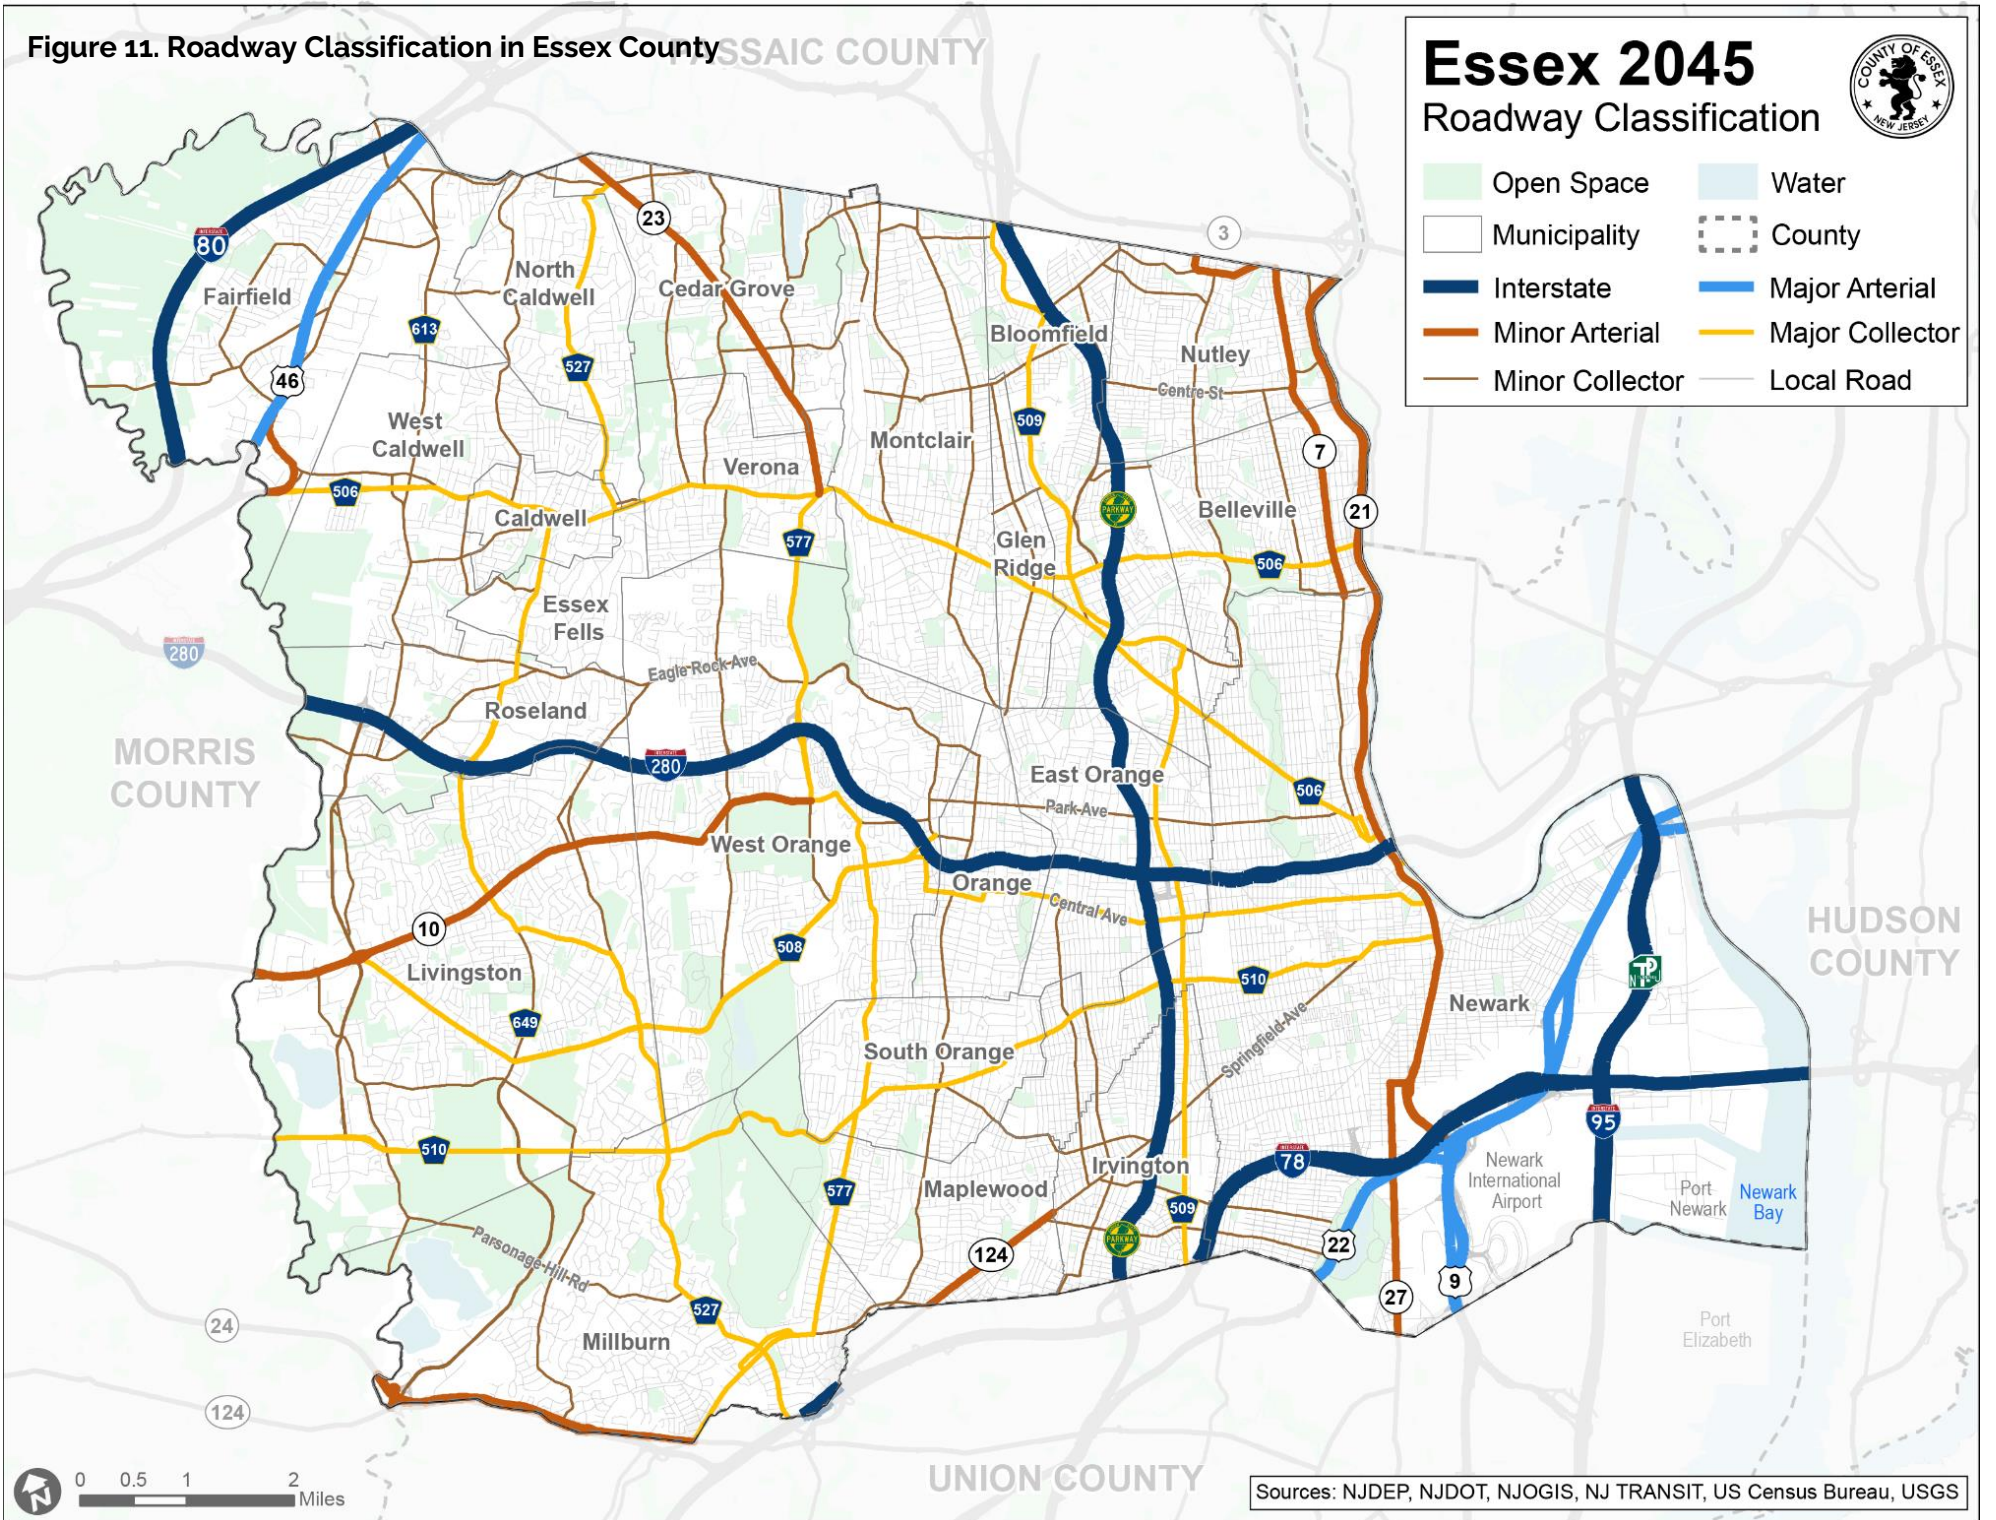 Figure 11. Roadway Classification in Essex County
PASSAIC COUNTY
Essex 2045
Roadway Classification
COUNTY OF ESSEX
NEW JERSEY
Open Space
Water
Municipality
County
Interstate
Major Arterial
Minor Arterial
Major Collector
Minor Collector
Local Road
3
23
80
North
Caldwell
Cedar Grove
Fairfield
613
Bloomfield
Nutley
527
46
Centre St
West
Caldwell
509
Montclair
7
Verona
506
PARKWAY
Belleville
21
Caldwell
577
Glen
Ridge
506
Essex
Fells
280
Eagle Rock Ave
Roseland
MORRIS
COUNTY
280
East Orange
506
Park Ave
West Orange
Orange
Central Ave
10
HUDSON
COUNTY
508
Livingston
510
TP
N J
Newark
649
Springfield Ave
South Orange
95
510
78
Irvington
Newark
International
Airport
Maplewood
577
Port
Newark
Newark
Bay
509
PARKWAY
Parsonage Hill Rd
124
22
9
27
527
24
Millburn
Port
Elizabeth
124
UNION COUNTY
N
0 0.5 1 2
Miles
Sources: NJDEP, NJDOT, NJOGIS, NJ TRANSIT, US Census Bureau, USGS